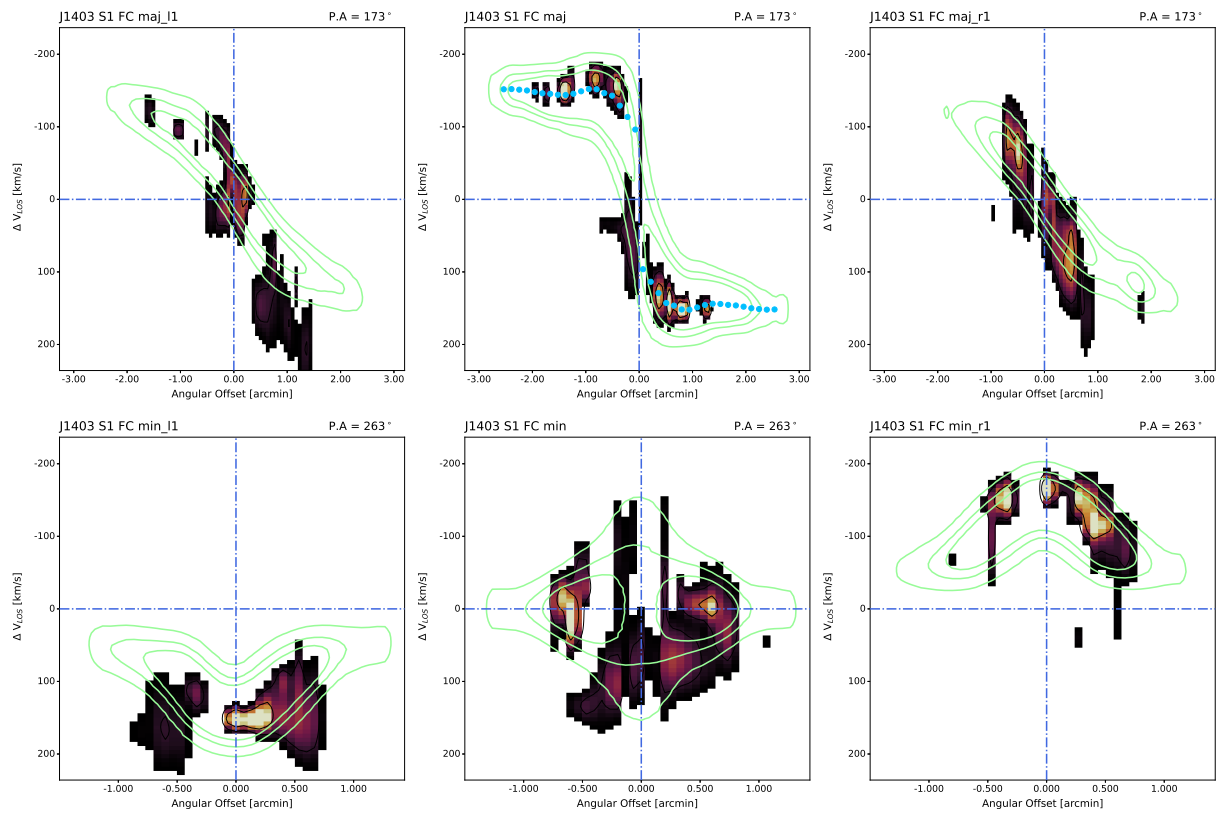 J1403 S1 FC maj_l1 P.A = 173°
-200
-100
0
100
200
Δ V_LOS [km/s]
-3.00 -2.00 -1.00 0.00 1.00 2.00 3.00
Angular Offset [arcmin]
J1403 S1 FC maj P.A = 173°
-200
-100
0
100
200
Δ V_LOS [km/s]
-3.00 -2.00 -1.00 0.00 1.00 2.00 3.00
Angular Offset [arcmin]
J1403 S1 FC maj_r1 P.A = 173°
-200
-100
0
100
200
Δ V_LOS [km/s]
-3.00 -2.00 -1.00 0.00 1.00 2.00 3.00
Angular Offset [arcmin]
J1403 S1 FC min_l1 P.A = 263°
-200
-100
0
100
200
Δ V_LOS [km/s]
-1.000 -0.500 0.000 0.500 1.000
Angular Offset [arcmin]
J1403 S1 FC min P.A = 263°
-200
-100
0
100
200
Δ V_LOS [km/s]
-1.000 -0.500 0.000 0.500 1.000
Angular Offset [arcmin]
J1403 S1 FC min_r1 P.A = 263°
-200
-100
0
100
200
Δ V_LOS [km/s]
-1.000 -0.500 0.000 0.500 1.000
Angular Offset [arcmin]